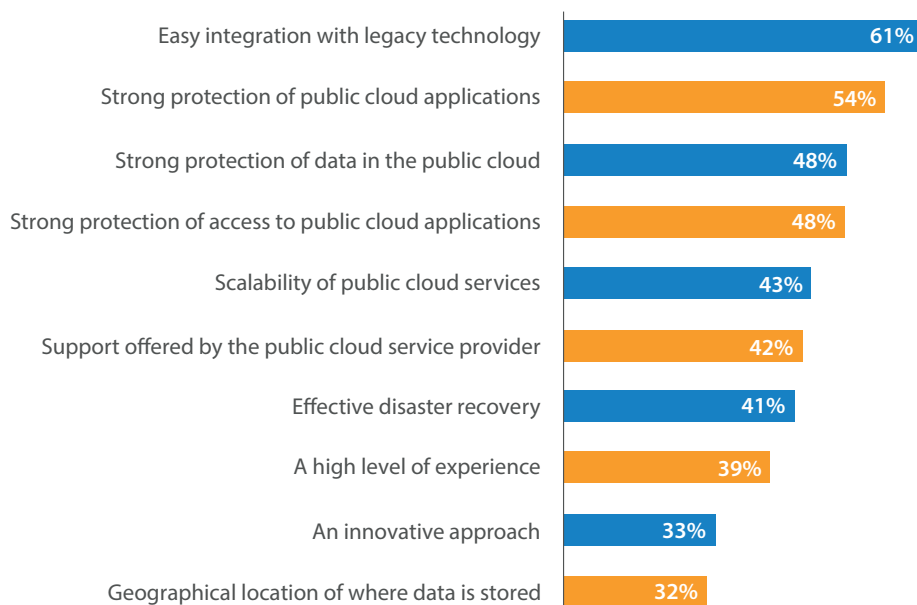 Easy integration with legacy technology 61%
Strong protection of public cloud applications 54%
Strong protection of data in the public cloud 48%
Strong protection of access to public cloud applications 48%
Scalability of public cloud services 43%
Support offered by the public cloud service provider 42%
Effective disaster recovery 41%
A high level of experience 39%
An innovative approach 33%
Geographical location of where data is stored 32%